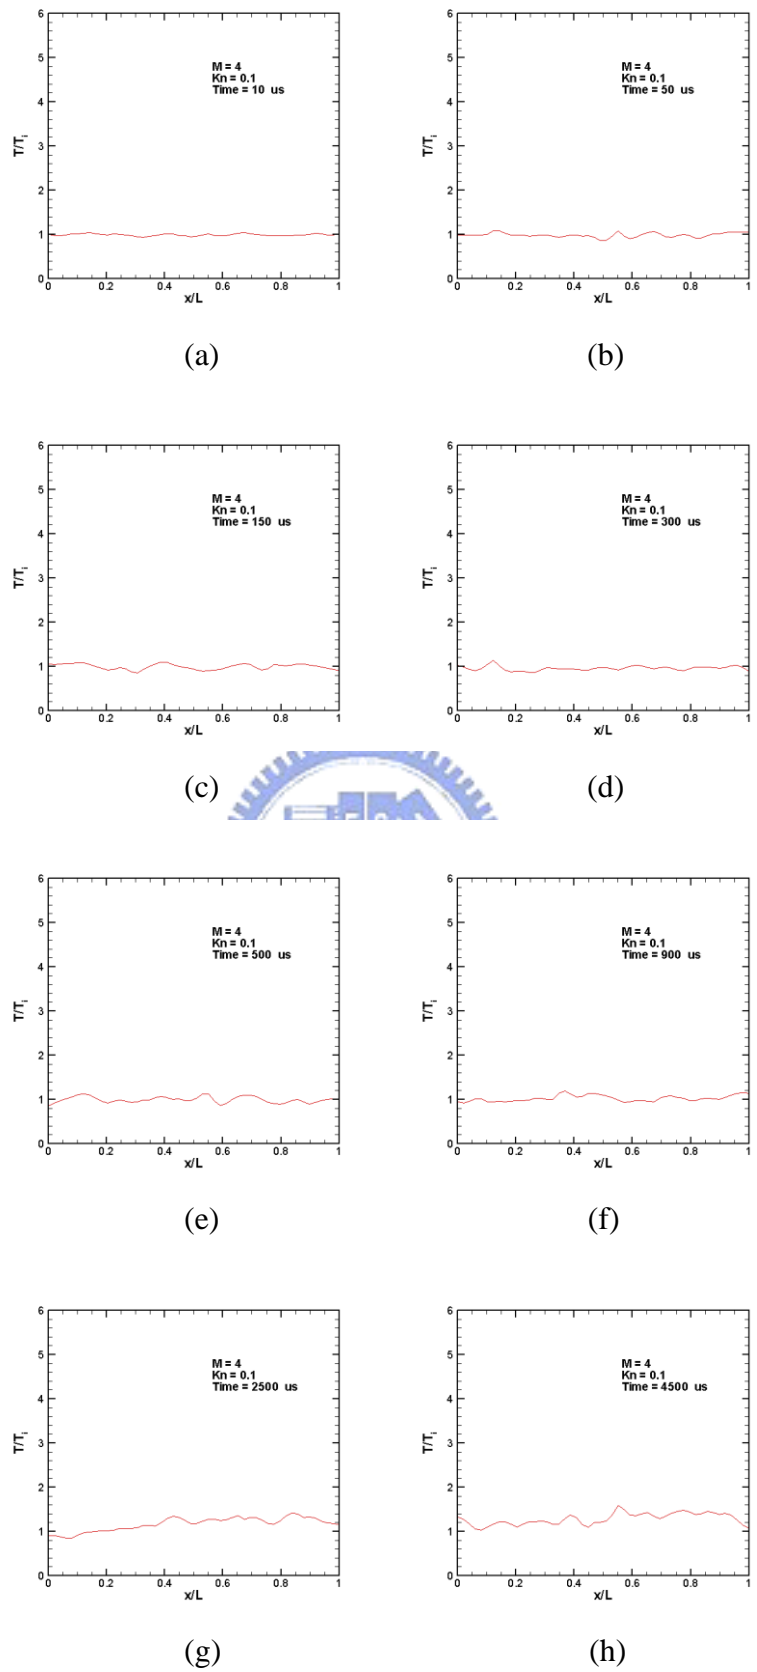 6
5
4
3
2
1
0
T/Ti
M = 4
Kn = 0.1
Time = 10 us
0 0.2 0.4 0.6 0.8 1
x/L
(a)
6
5
4
3
2
1
0
T/Ti
M = 4
Kn = 0.1
Time = 50 us
0 0.2 0.4 0.6 0.8 1
x/L
(b)
6
5
4
3
2
1
0
T/Ti
M = 4
Kn = 0.1
Time = 150 us
0 0.2 0.4 0.6 0.8 1
x/L
(c)
6
5
4
3
2
1
0
T/Ti
M = 4
Kn = 0.1
Time = 300 us
0 0.2 0.4 0.6 0.8 1
x/L
(d)
6
5
4
3
2
1
0
T/Ti
M = 4
Kn = 0.1
Time = 500 us
0 0.2 0.4 0.6 0.8 1
x/L
(e)
6
5
4
3
2
1
0
T/Ti
M = 4
Kn = 0.1
Time = 900 us
0 0.2 0.4 0.6 0.8 1
x/L
(f)
6
5
4
3
2
1
0
T/Ti
M = 4
Kn = 0.1
Time = 2500 us
0 0.2 0.4 0.6 0.8 1
x/L
(g)
6
5
4
3
2
1
0
T/Ti
M = 4
Kn = 0.1
Time = 4500 us
0 0.2 0.4 0.6 0.8 1
x/L
(h)